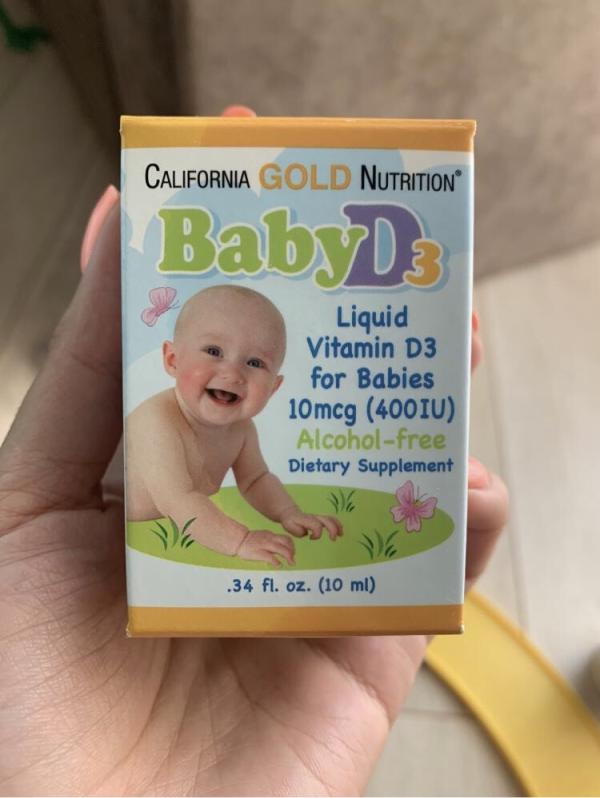 CALIFORNIA GOLD NUTRITION®
BabyD3
Liquid
Vitamin D3
for Babies
10mcg (400IU)
Alcohol-free
Dietary Supplement
.34 fl. oz. (10 ml)